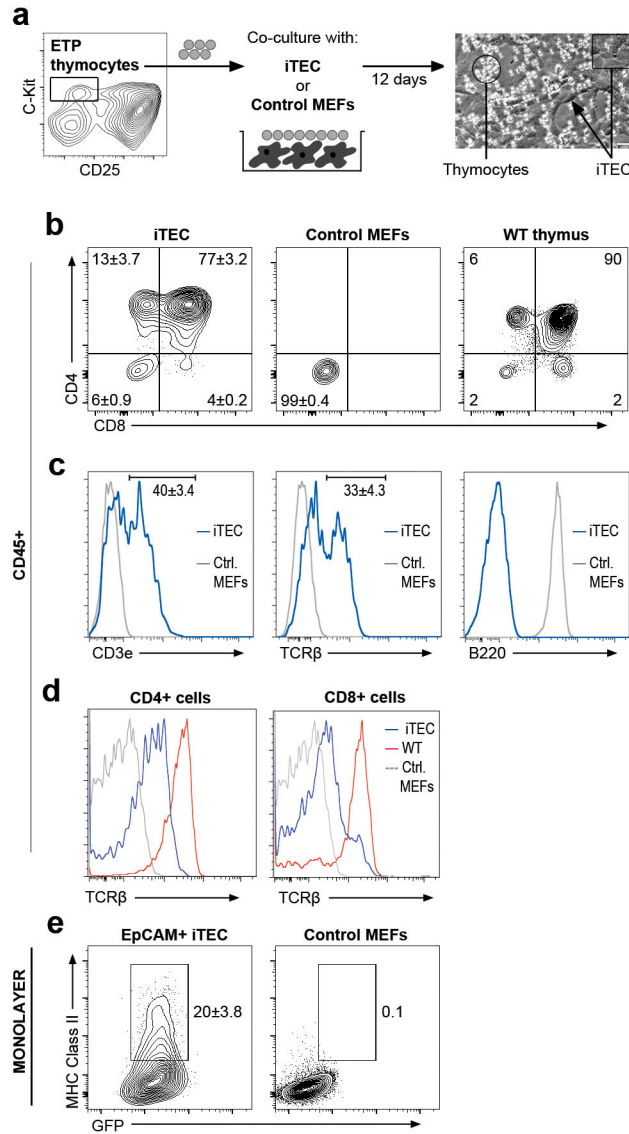 a
ETP
thymocytes
C-Kit
CD25
Co-culture with:
iTEC
or
Control MEFs
12 days
Thymocytes
iTEC
b
iTEC
Control MEFs
WT thymus
13±3.7
77±3.2
6±0.9
4±0.2
99±0.4
6
90
2
2
CD4
CD8
CD45+
c
40±3.4
iTEC
Ctrl.
MEFs
CD3e
33±4.3
iTEC
Ctrl.
MEFs
TCRβ
iTEC
Ctrl.
MEFs
B220
d
CD4+ cells
CD8+ cells
iTEC
WT
Ctrl.
MEFs
TCRβ
TCRβ
e
EpCAM+ iTEC
Control MEFs
MONOLAYER
MHC Class II
20±3.8
0.1
GFP